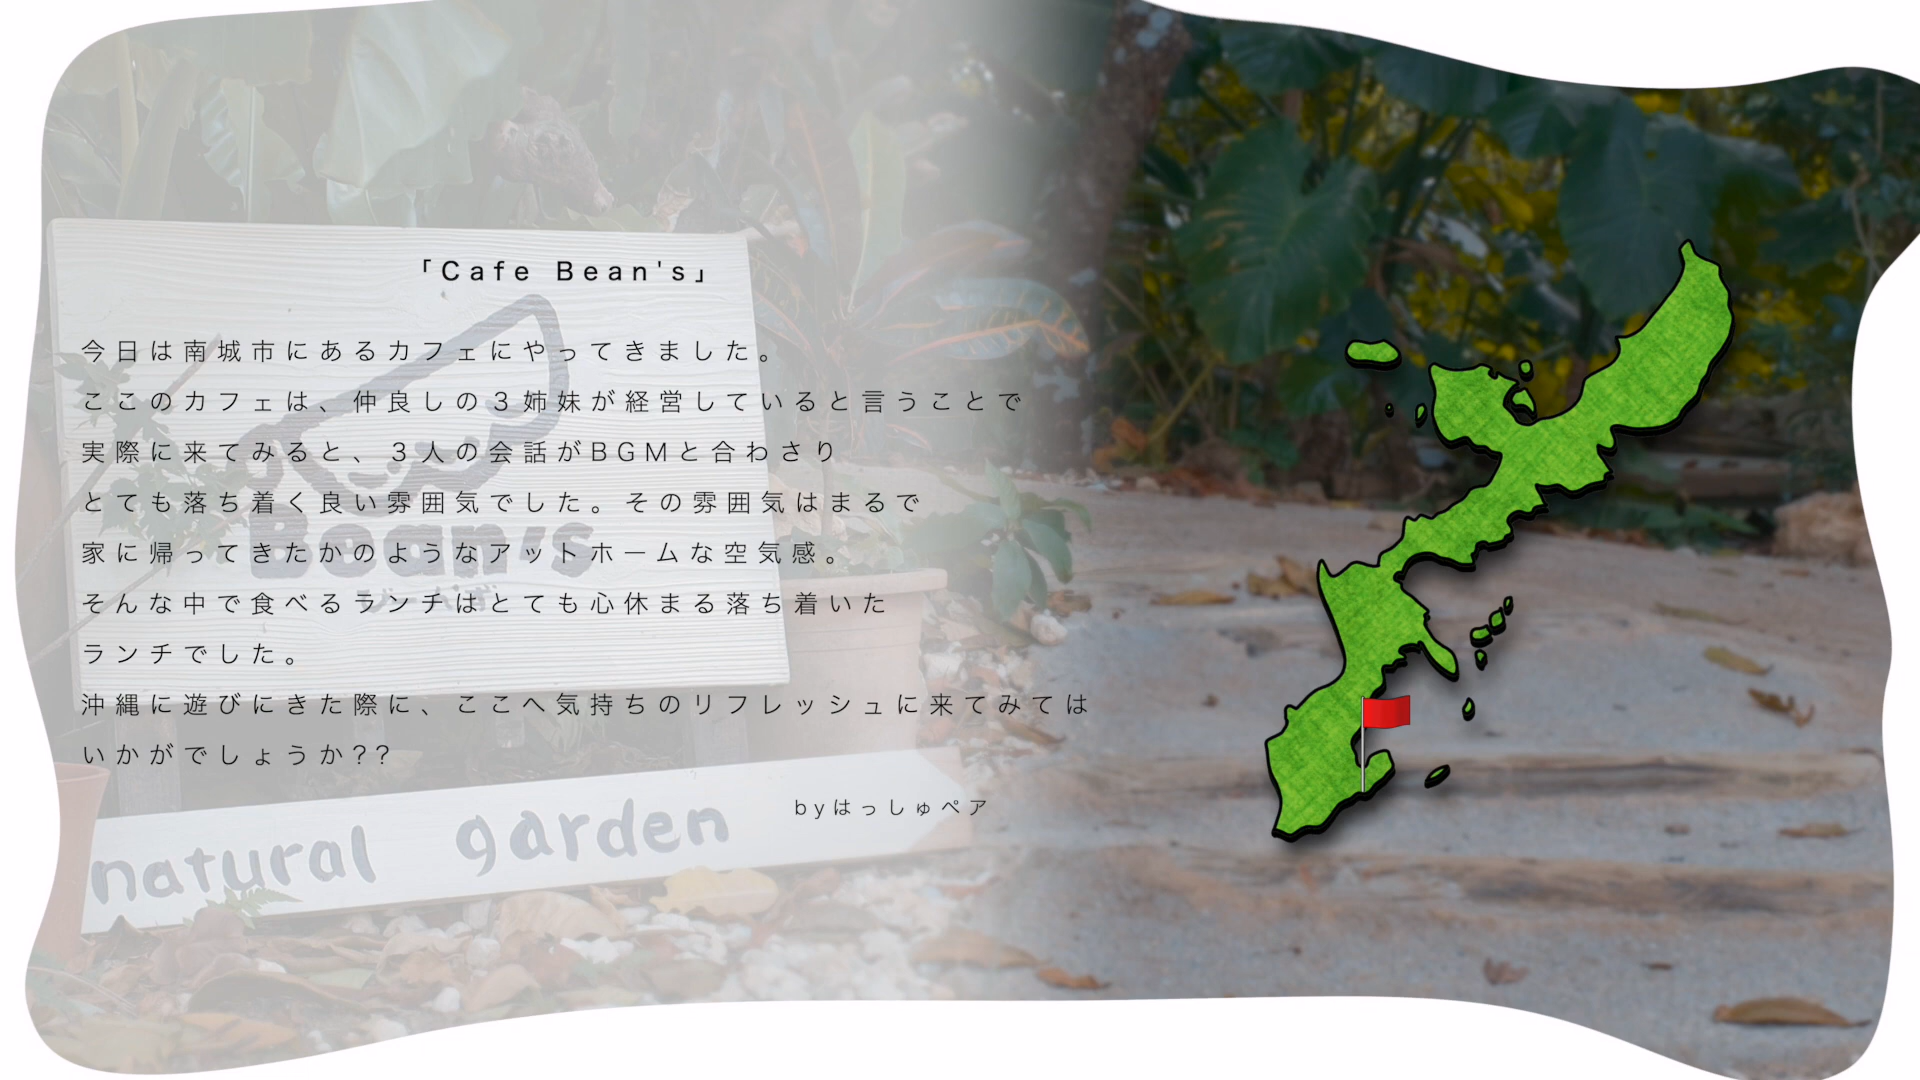 「Cafe Bean's」
今日は南城市にあるカフェにやってきました。
ここのカフェは、仲良しの３姉妹が経営していると言うことで
実際に来てみると、３人の会話がBGMと合わさり
とても落ち着く良い雰囲気でした。その雰囲気はまるで
家に帰ってきたかのようなアットホームな空気感。
そんな中で食べるランチはとても心休まる落ち着いた
ランチでした。
沖縄に遊びにきた際に、ここへ気持ちのリフレッシュに来てみては
いかがでしょうか??
byはっしゅペア
Bean's
natural garden